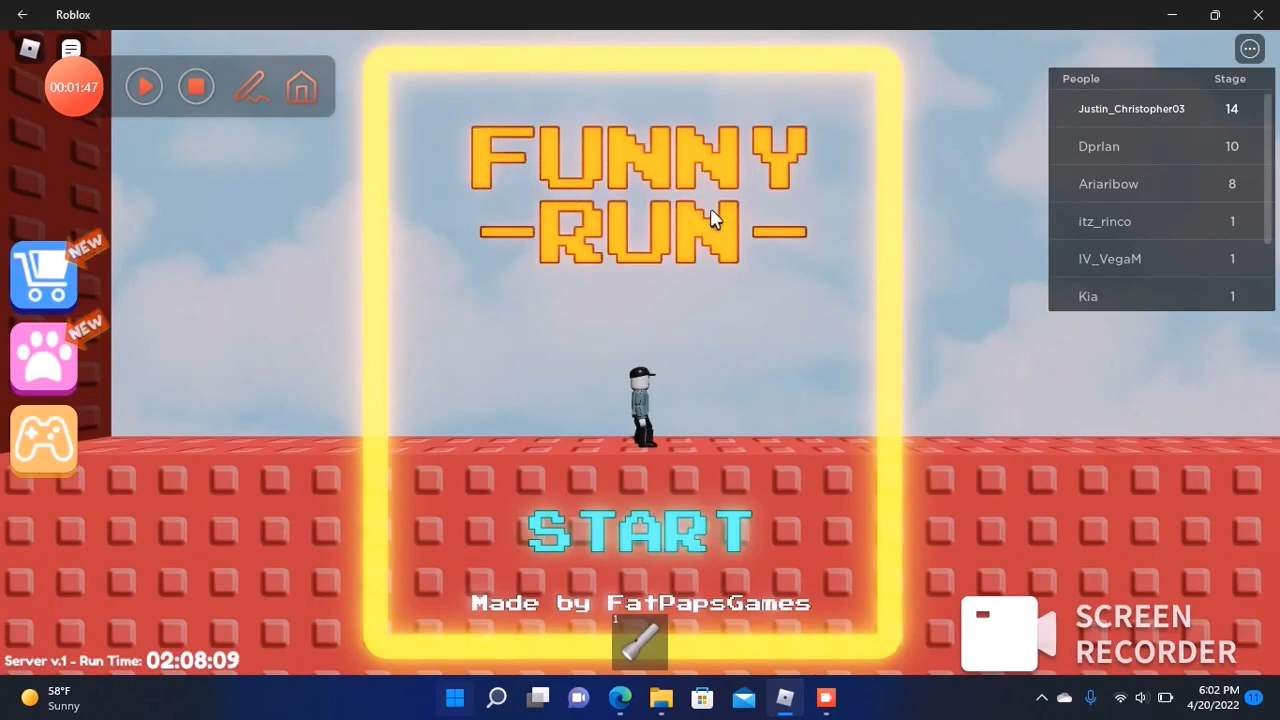 Roblox
00:01:47
People Stage
Justin_Christopher03 14
Dprlan 10
Ariaribow 8
itz_rinco 1
IV_VegaM 1
Kia 1
NEW
NEW
FUNNY
-RUN-
START
Made by FatPapsGames
1
Server v.1 - Run Time: 02:08:09
SCREEN
RECORDER
58°F
Sunny
6:02 PM
4/20/2022
11